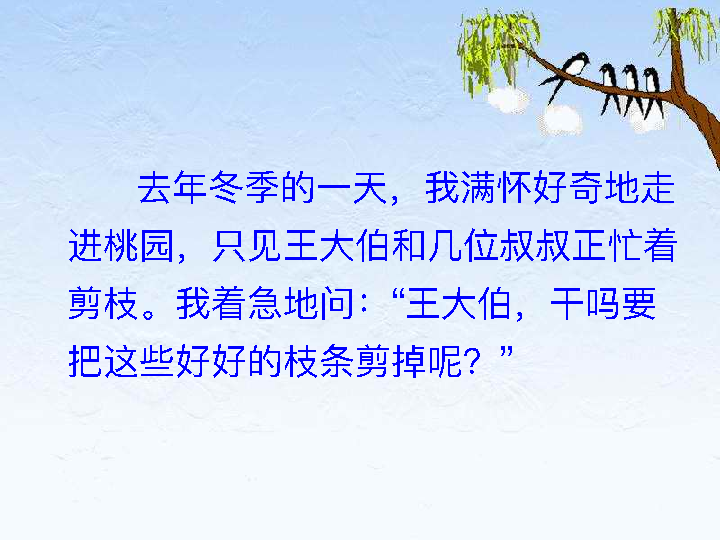 去年冬季的一天，我满怀好奇地走
进桃园，只见王大伯和几位叔叔正忙着
剪枝。我着急地问：“王大伯，干吗要
把这些好好的枝条剪掉呢？”